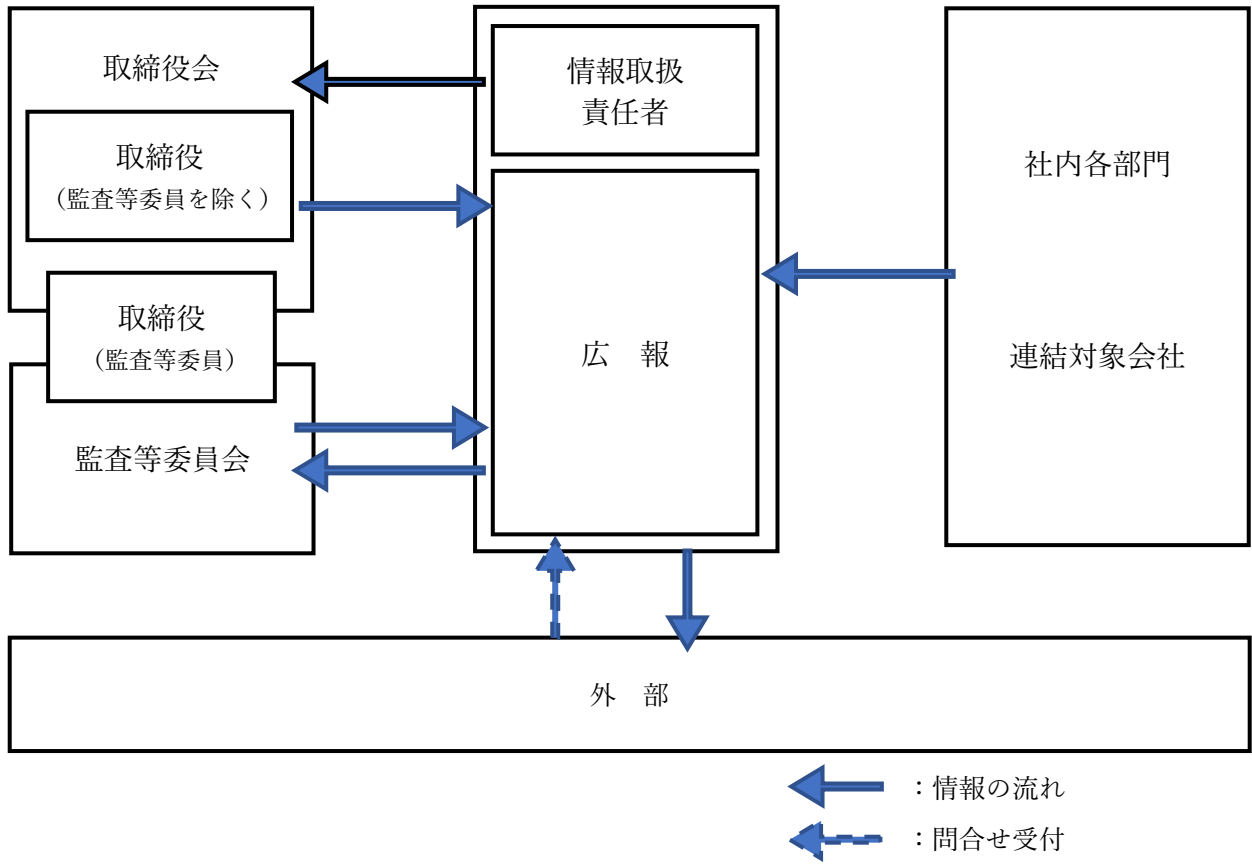 取締役会
取締役
（監査等委員を除く）
取締役
（監査等委員）
監査等委員会
情報取扱
責任者
広　報
社内各部門
連結対象会社
外　部
：情報の流れ
：問合せ受付